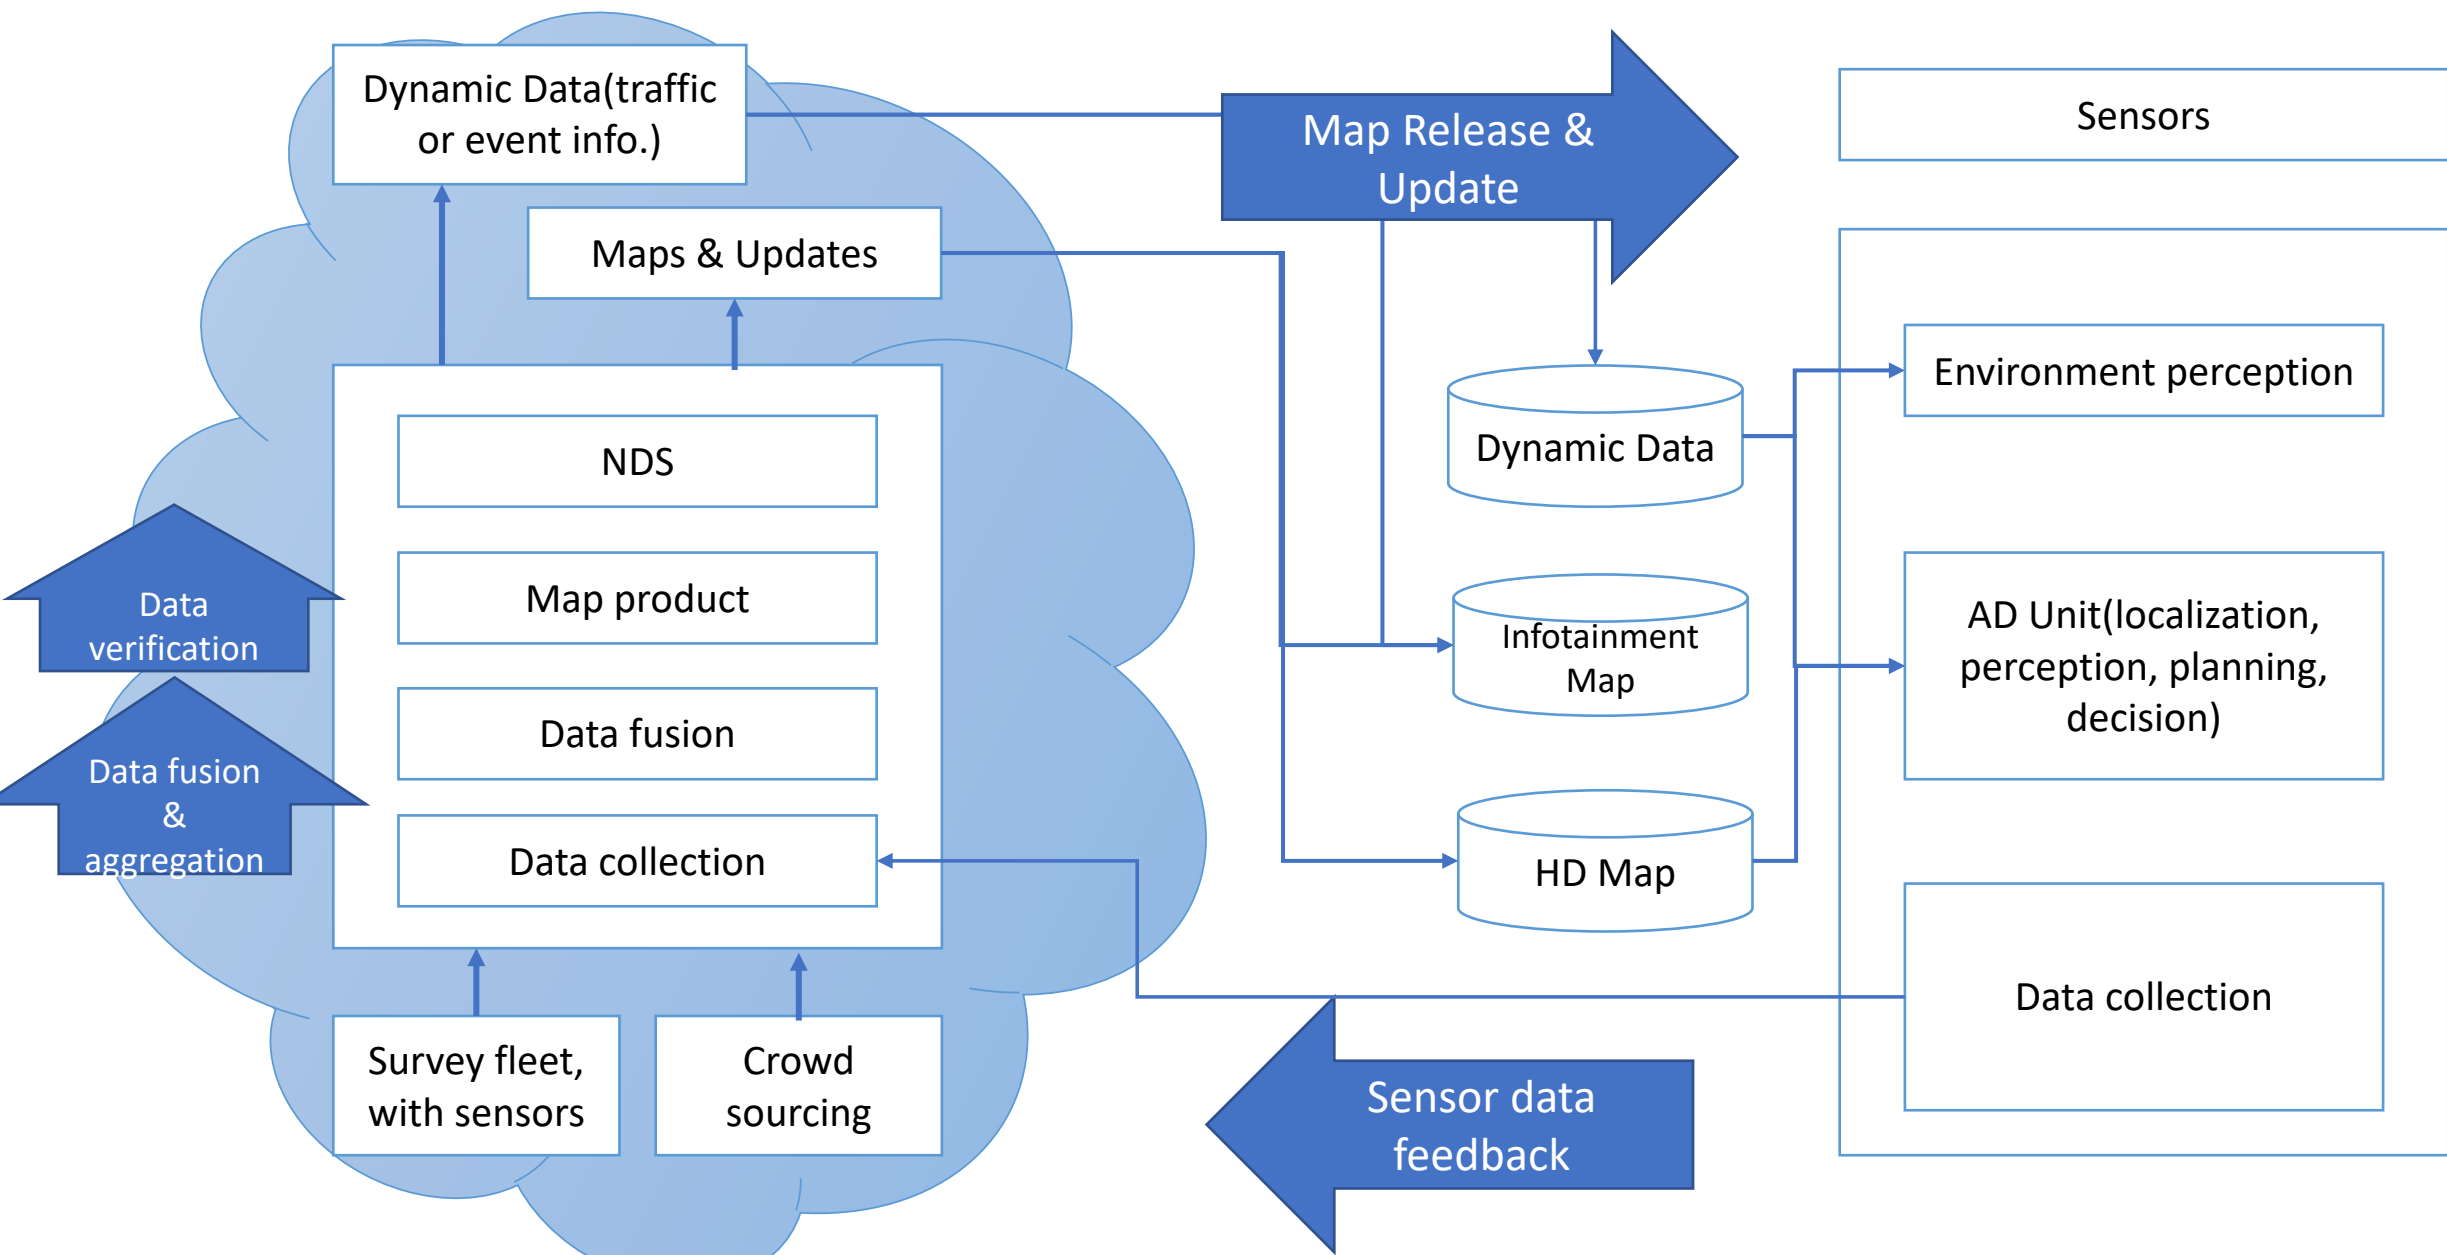 Dynamic Data(traffic
or event info.)
Maps & Updates
NDS
Map product
Data fusion
Data collection
Survey fleet,
with sensors
Crowd
sourcing
Data
verification
Data fusion
&
aggregation
Map Release &
Update
Dynamic Data
Infotainment
Map
HD Map
Sensor data
feedback
Sensors
Environment perception
AD Unit(localization,
perception, planning,
decision)
Data collection